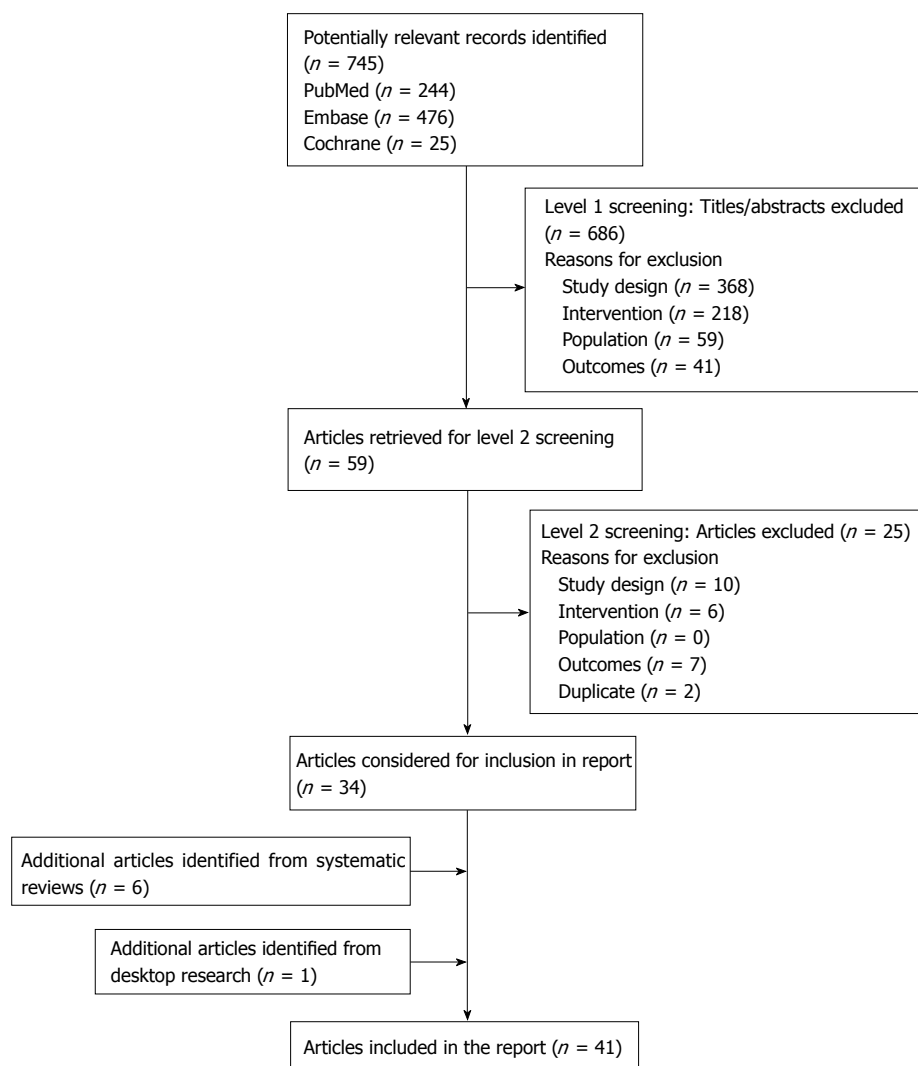 Potentially relevant records identified
(n = 745)
PubMed (n = 244)
Embase (n = 476)
Cochrane (n = 25)
Level 1 screening: Titles/abstracts excluded
(n = 686)
Reasons for exclusion
Study design (n = 368)
Intervention (n = 218)
Population (n = 59)
Outcomes (n = 41)
Articles retrieved for level 2 screening
(n = 59)
Level 2 screening: Articles excluded (n = 25)
Reasons for exclusion
Study design (n = 10)
Intervention (n = 6)
Population (n = 0)
Outcomes (n = 7)
Duplicate (n = 2)
Articles considered for inclusion in report
(n = 34)
Additional articles identified from systematic
reviews (n = 6)
Additional articles identified from
desktop research (n = 1)
Articles included in the report (n = 41)